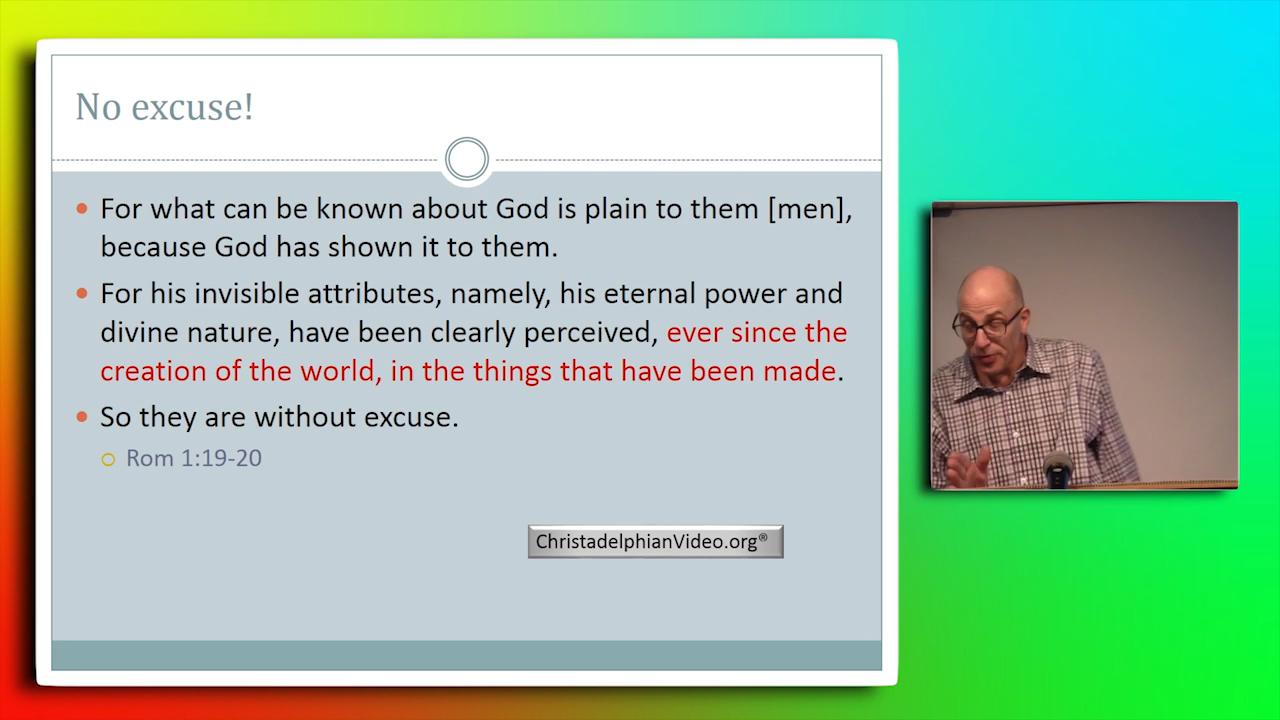 No excuse!
For what can be known about God is plain to them [men],
because God has shown it to them.
For his invisible attributes, namely, his eternal power and
divine nature, have been clearly perceived, ever since the
creation of the world, in the things that have been made.
So they are without excuse.
Rom 1:19-20
ChristadelphianVideo.org®